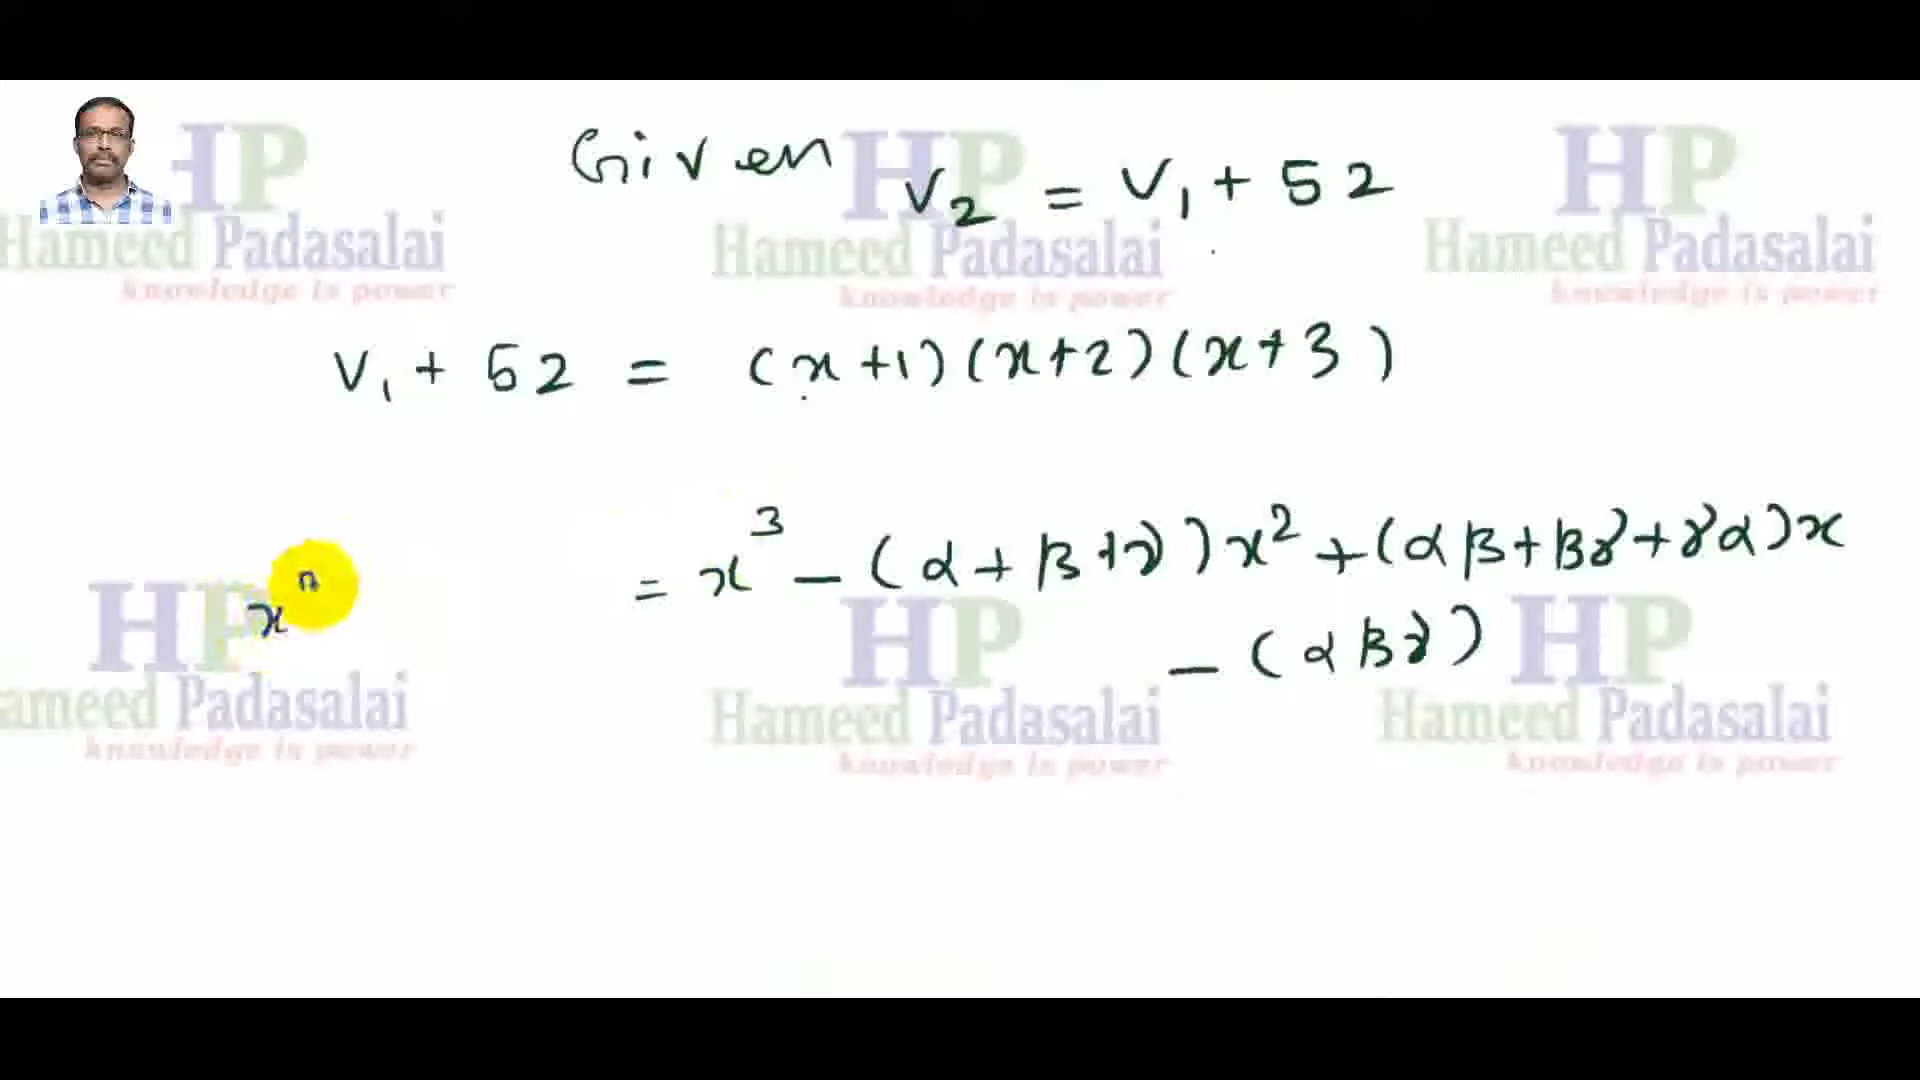 HP HP HP
Given V₂ = V₁ + 52
Hameed Padasalai Hameed Padasalai Hameed Padasalai
knowledge is power knowledge is power knowledge is power
V₁ + 52 = (x+1)(x+2)(x+3)
= x³ − (α+β+γ)x² + (αβ+βγ+γα)x
xⁿ
− (αβγ)
HP HP HP
ameed Padasalai Hameed Padasalai Hameed Padasalai
knowledge is power knowledge is power knowledge is power